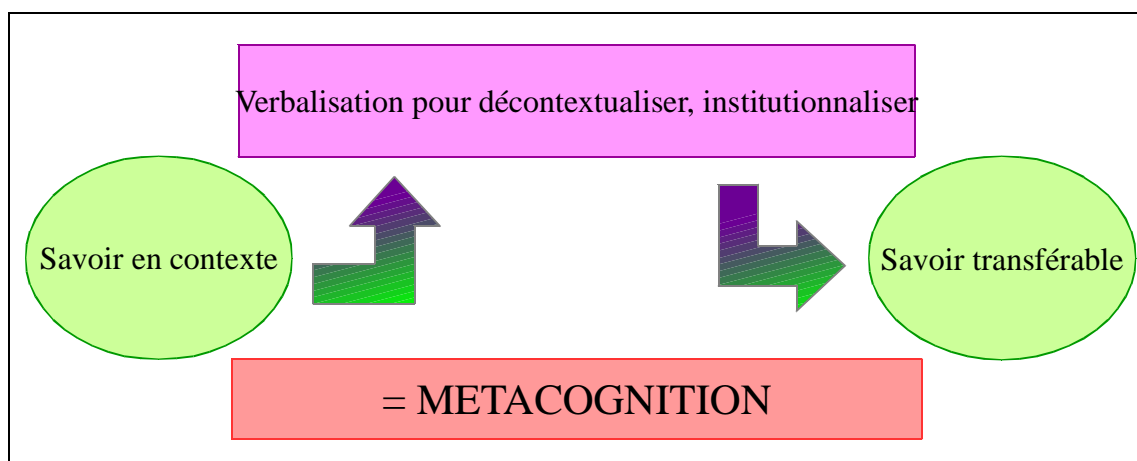 Verbalisation pour décontextualiser, institutionnaliser
Savoir en contexte
Savoir transférable
= METACOGNITION